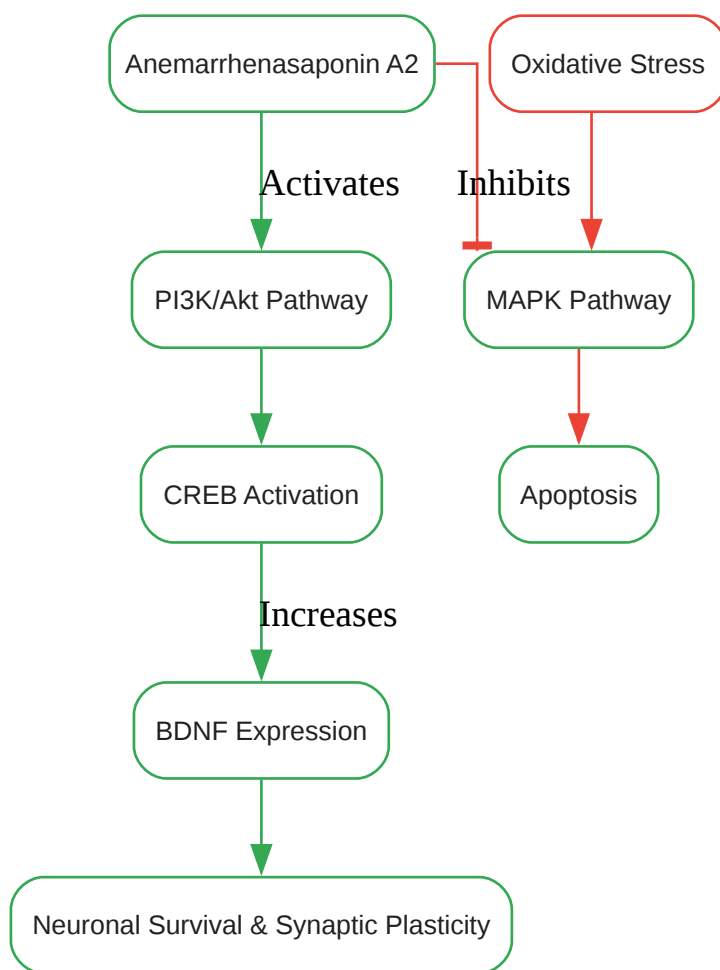 Anemarrhenasaponin A2
Oxidative Stress
Activates
Inhibits
PI3K/Akt Pathway
MAPK Pathway
CREB Activation
Apoptosis
Increases
BDNF Expression
Neuronal Survival & Synaptic Plasticity